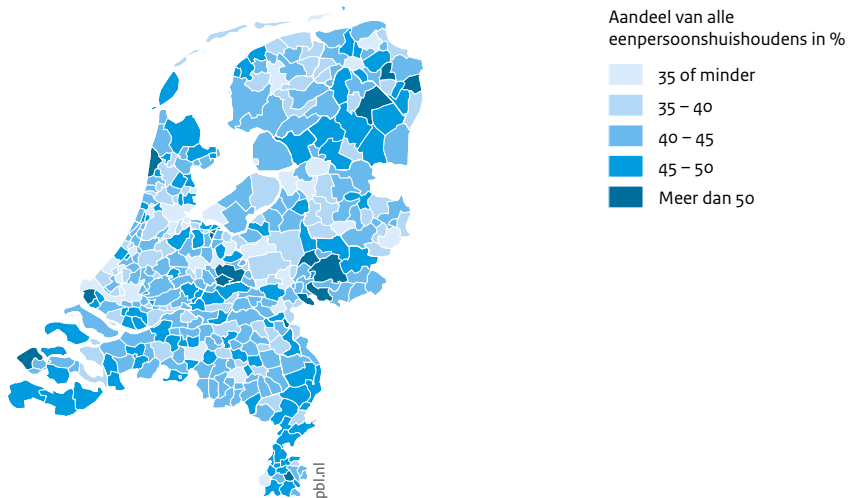 Aandeel van alle
eenpersoonshuishoudens in %
35 of minder
35 – 40
40 – 45
45 – 50
Meer dan 50
pbl.nl